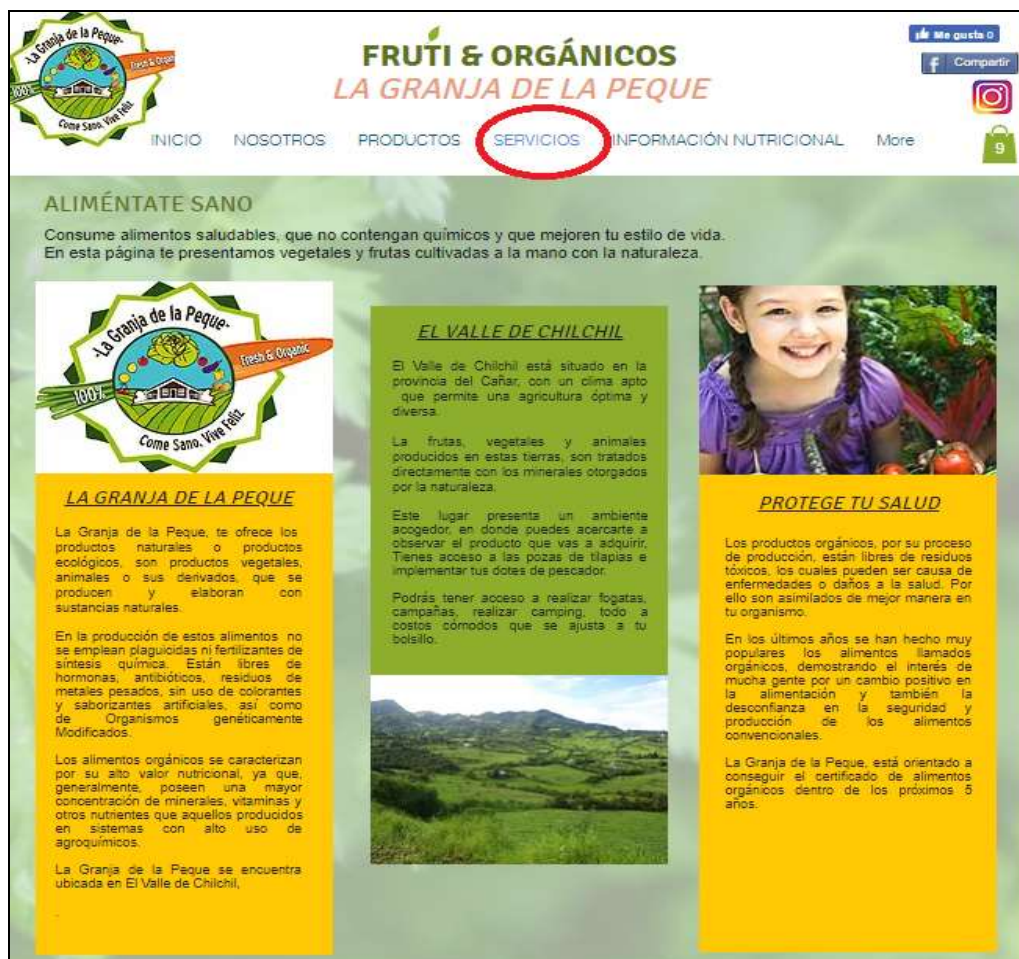 -La Granja de la Peque-
Fresh & Organic
100%
Come Sano, Vive Feliz
FRUTI & ORGÁNICOS
LA GRANJA DE LA PEQUE
Me gusta 0
Compartir
INICIO NOSOTROS PRODUCTOS SERVICIOS INFORMACIÓN NUTRICIONAL More
9
ALIMÉNTATE SANO
Consume alimentos saludables, que no contengan químicos y que mejoren tu estilo de vida.
En esta página te presentamos vegetales y frutas cultivadas a la mano con la naturaleza.
-La Granja de la Peque-
Fresh & Organic
100%
Come Sano, Vive Feliz
LA GRANJA DE LA PEQUE
La Granja de la Peque, te ofrece los
productos naturales o productos
ecológicos, son productos vegetales,
animales o sus derivados, que se
producen y elaboran con
sustancias naturales.
En la producción de estos alimentos no
se emplean plaguicidas ni fertilizantes de
síntesis química. Están libres de
hormonas, antibióticos, residuos de
metales pesados, sin uso de colorantes
y saborizantes artificiales, así como
de Organismos genéticamente
Modificados.
Los alimentos orgánicos se caracterizan
por su alto valor nutricional, ya que,
generalmente, poseen una mayor
concentración de minerales, vitaminas y
otros nutrientes que aquellos producidos
en sistemas con alto uso de
agroquímicos.
La Granja de la Peque se encuentra
ubicada en El Valle de Chilchil,
.
EL VALLE DE CHILCHIL
El Valle de Chilchil está situado en la
provincia del Cañar, con un clima apto
que permite una agricultura óptima y
diversa.
La frutas, vegetales y animales
producidos en estas tierras, son tratados
directamente con los minerales otorgados
por la naturaleza.
Este lugar presenta un ambiente
acogedor, en donde puedes acercarte a
observar el producto que vas a adquirir,
Tienes acceso a las pozas de tilapias e
implementar tus dotes de pescador.
Podrás tener acceso a realizar fogatas,
campañas, realizar camping, todo a
costos cómodos que se ajusta a tu
bolsillo.
PROTEGE TU SALUD
Los productos orgánicos, por su proceso
de producción, están libres de residuos
tóxicos, los cuales pueden ser causa de
enfermedades o daños a la salud. Por
ello son asimilados de mejor manera en
tu organismo.
En los últimos años se han hecho muy
populares los alimentos llamados
orgánicos, demostrando el interés de
mucha gente por un cambio positivo en
la alimentación y también la
desconfianza en la seguridad y
producción de los alimentos
convencionales.
La Granja de la Peque, está orientado a
conseguir el certificado de alimentos
orgánicos dentro de los próximos 5
años.